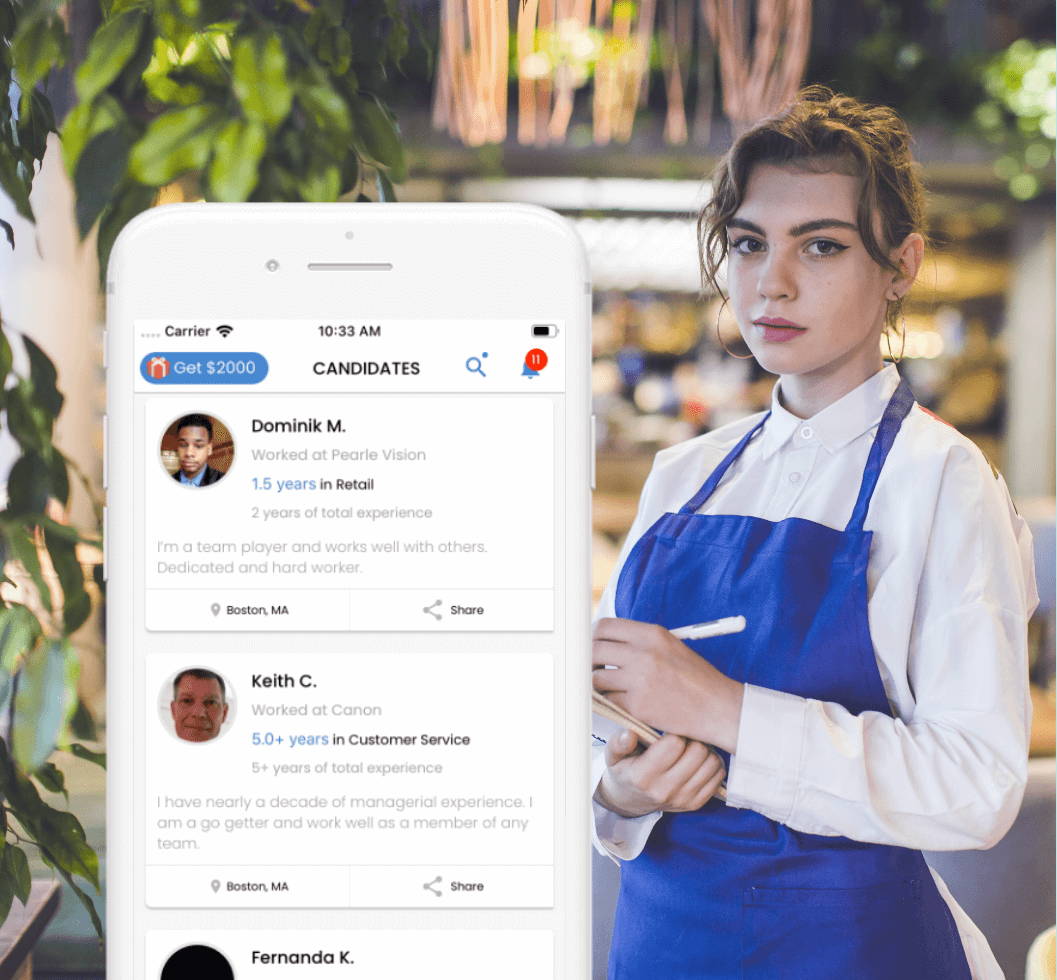 Carrier 10:33 AM
Get $2000 CANDIDATES 11
Dominik M.
Worked at Pearle Vision
1.5 years in Retail
2 years of total experience
I'm a team player and works well with others.
Dedicated and hard worker.
Boston, MA Share
Keith C.
Worked at Canon
5.0+ years in Customer Service
5+ years of total experience
I have nearly a decade of managerial experience. I
am a go getter and work well as a member of any
team.
Boston, MA Share
Fernanda K.